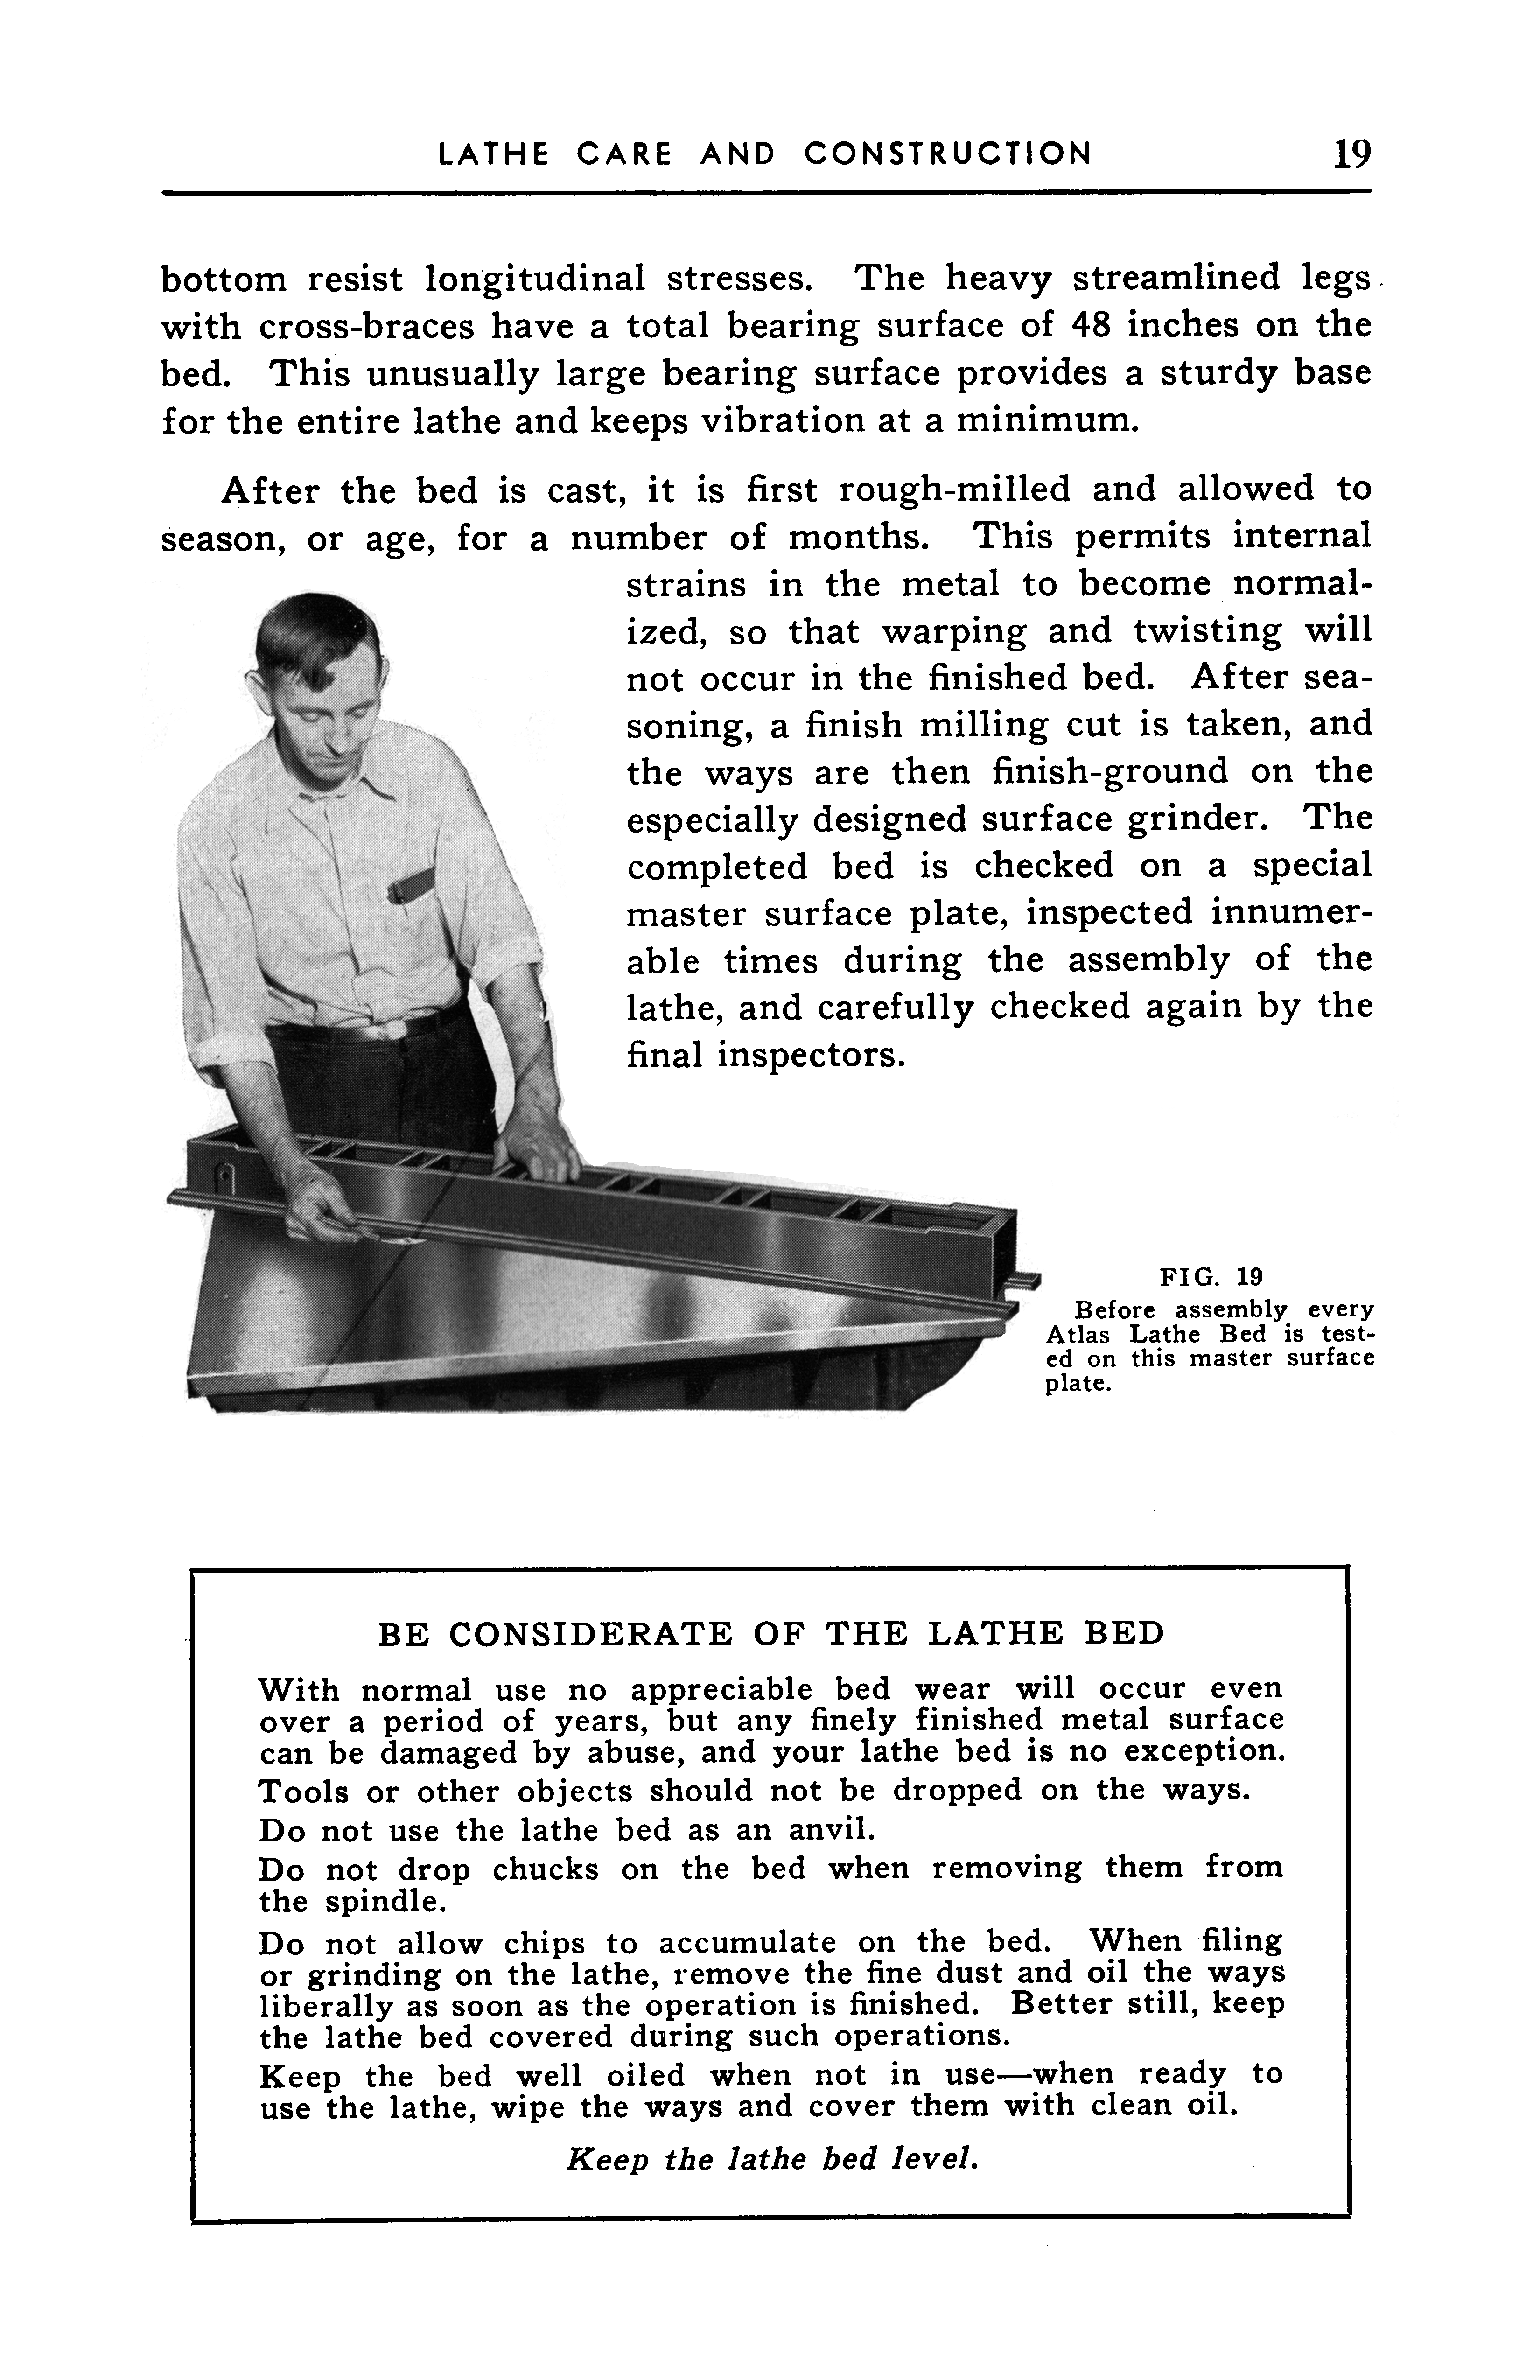 LATHE CARE AND CONSTRUCTION 19
bottom resist longitudinal stresses. The heavy streamlined legs
with cross-braces have a total bearing surface of 48 inches on the
bed. This unusually large bearing surface provides a sturdy base
for the entire lathe and keeps vibration at a minimum.
After the bed is cast, it is first rough-milled and allowed to
season, or age, for a number of months. This permits internal
strains in the metal to become normal-
ized, so that warping and twisting will
not occur in the finished bed. After sea-
soning, a finish milling cut is taken, and
the ways are then finish-ground on the
especially designed surface grinder. The
completed bed is checked on a special
master surface plate, inspected innumer-
able times during the assembly of the
lathe, and carefully checked again by the
final inspectors.
FIG. 19
Before assembly every
Atlas Lathe Bed is test-
ed on this master surface
plate.
BE CONSIDERATE OF THE LATHE BED
With normal use no appreciable bed wear will occur even
over a period of years, but any finely finished metal surface
can be damaged by abuse, and your lathe bed is no exception.
Tools or other objects should not be dropped on the ways.
Do not use the lathe bed as an anvil.
Do not drop chucks on the bed when removing them from
the spindle.
Do not allow chips to accumulate on the bed. When filing
or grinding on the lathe, remove the fine dust and oil the ways
liberally as soon as the operation is finished. Better still, keep
the lathe bed covered during such operations.
Keep the bed well oiled when not in use—when ready to
use the lathe, wipe the ways and cover them with clean oil.
Keep the lathe bed level.